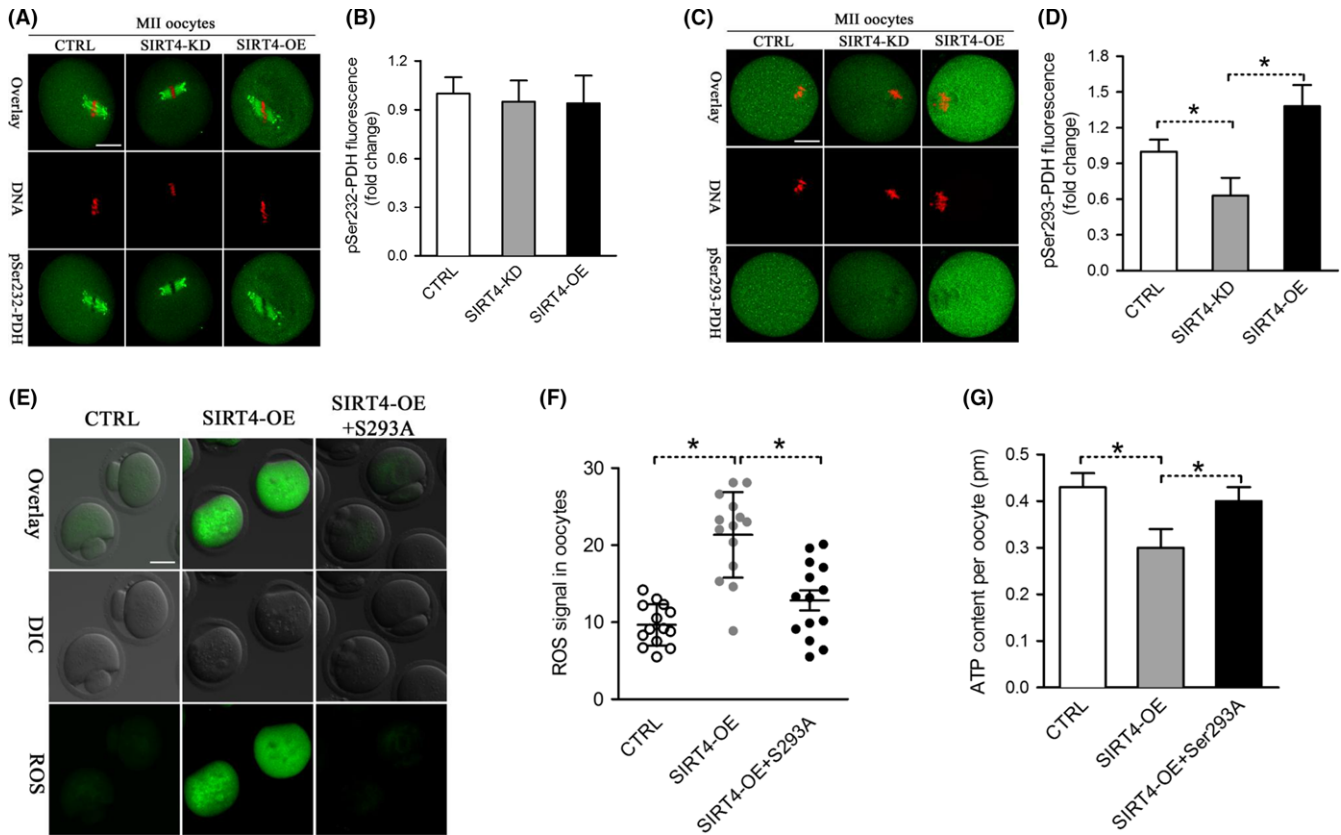 (A)
MII oocytes
CTRL SIRT4-KD SIRT4-OE
Overlay
DNA
pSer232-PDH
(B)
pSer232-PDH fluorescence
(fold change)
1.2
0.9
0.6
0.3
0.0
CTRL
SIRT4-KD
SIRT4-OE
(C)
MII oocytes
CTRL SIRT4-KD SIRT4-OE
Overlay
DNA
pSer293-PDH
(D)
pSer293-PDH fluorescence
(fold change)
1.8
1.5
1.2
0.9
0.6
0.3
0.0
*
*
CTRL
SIRT4-KD
SIRT4-OE
(E)
CTRL SIRT4-OE SIRT4-OE
+S293A
Overlay
DIC
ROS
(F)
ROS signal in oocytes
30
20
10
0
* *
CTRL
SIRT4-OE
SIRT4-OE+S293A
(G)
ATP content per oocyte (pm)
0.5
0.4
0.3
0.2
0.1
0.0
*
*
CTRL
SIRT4-OE
SIRT4-OE+Ser293A